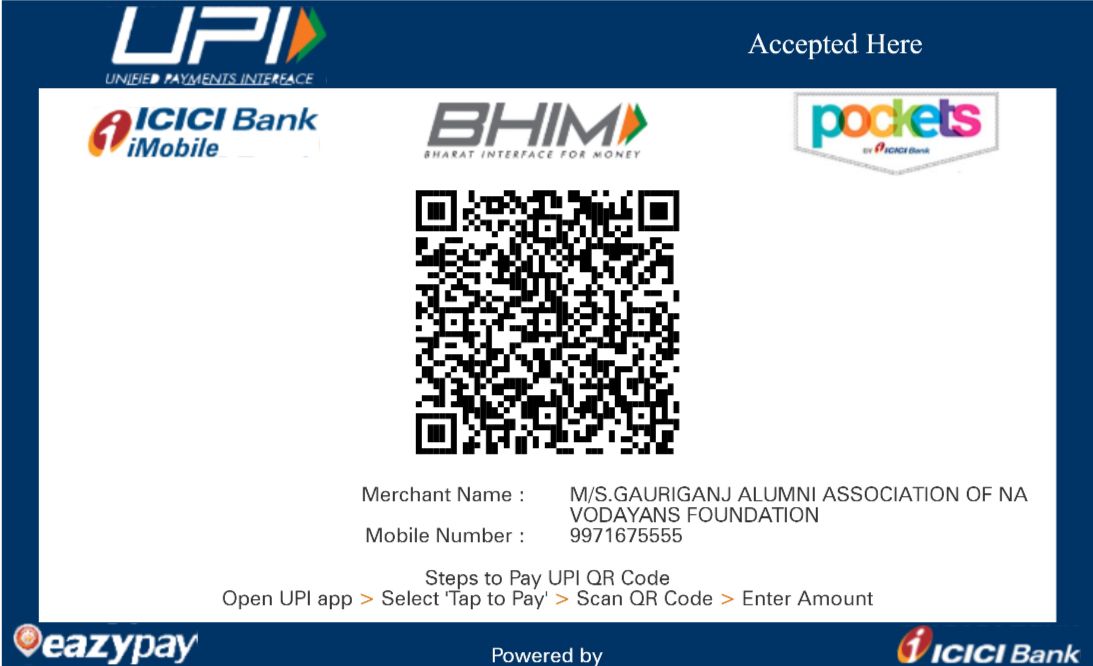 UPI
UNIFIED PAYMENTS INTERFACE
Accepted Here
ICICI Bank
iMobile
BHIM
BHARAT INTERFACE FOR MONEY
pockets
BY ICICI Bank
Merchant Name : M/S.GAURIGANJ ALUMNI ASSOCIATION OF NA
VODAYANS FOUNDATION
Mobile Number : 9971675555
Steps to Pay UPI QR Code
Open UPI app > Select 'Tap to Pay' > Scan QR Code > Enter Amount
eazypay
Powered by
ICICI Bank